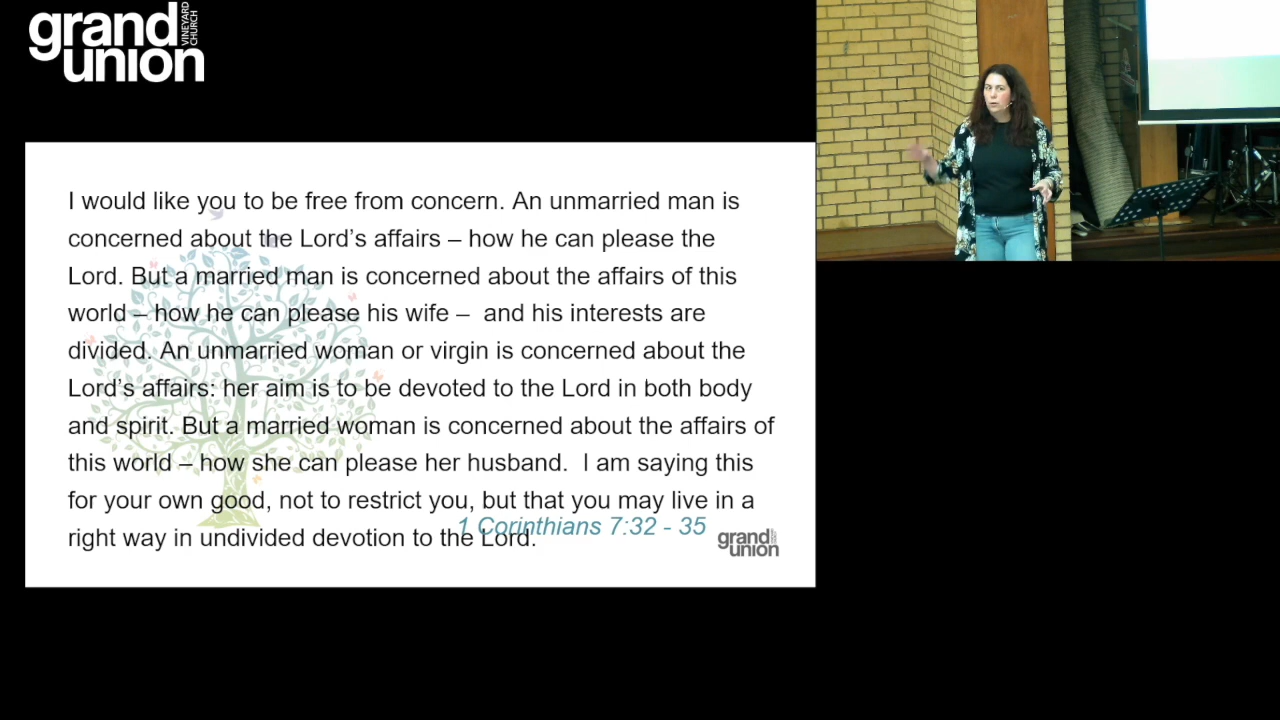 grand
union
VINEYARD
CHURCH
I would like you to be free from concern. An unmarried man is
concerned about the Lord's affairs – how he can please the
Lord. But a married man is concerned about the affairs of this
world – how he can please his wife –  and his interests are
divided. An unmarried woman or virgin is concerned about the
Lord's affairs: her aim is to be devoted to the Lord in both body
and spirit. But a married woman is concerned about the affairs of
this world – how she can please her husband.  I am saying this
for your own good, not to restrict you, but that you may live in a
right way in undivided devotion to the Lord.
1 Corinthians 7:32 - 35
grand
union